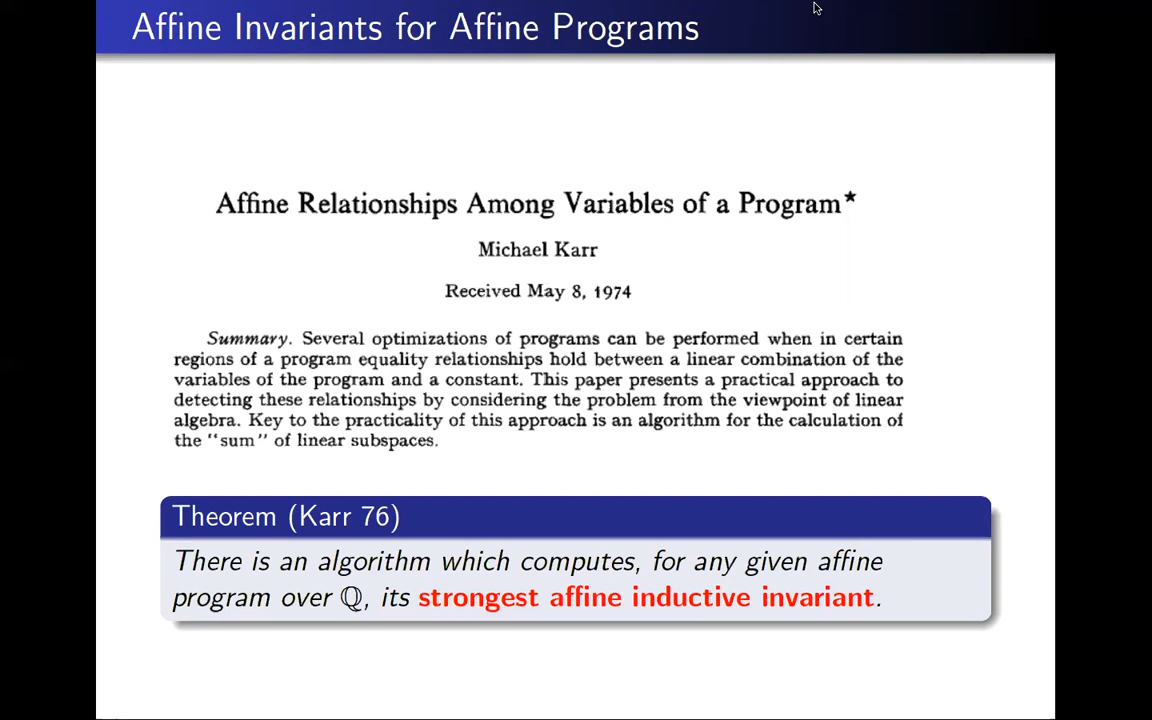 Affine Invariants for Affine Programs
Affine Relationships Among Variables of a Program*
Michael Karr
Received May 8, 1974
Summary. Several optimizations of programs can be performed when in certain
regions of a program equality relationships hold between a linear combination of the
variables of the program and a constant. This paper presents a practical approach to
detecting these relationships by considering the problem from the viewpoint of linear
algebra. Key to the practicality of this approach is an algorithm for the calculation of
the "sum" of linear subspaces.
Theorem (Karr 76)
There is an algorithm which computes, for any given affine
program over ℚ, its strongest affine inductive invariant.